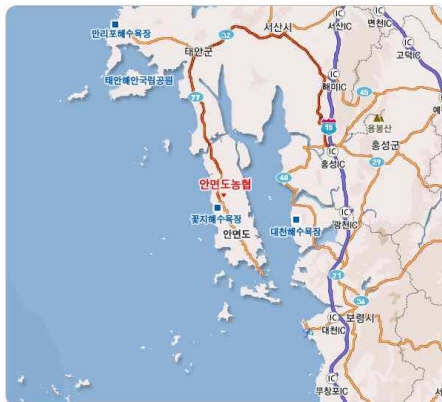 만리포해수욕장
32
서산시
서산IC
면천IC
고덕IC
태안군
태안해안국립공원
해미IC
45
77
예
15
용봉산
홍성군
홍성IC
29
40
안면도농협
꽃지해수욕장
대천해수욕장
광천IC
안면도
21
36
보령시
대천IC
무창포IC
서